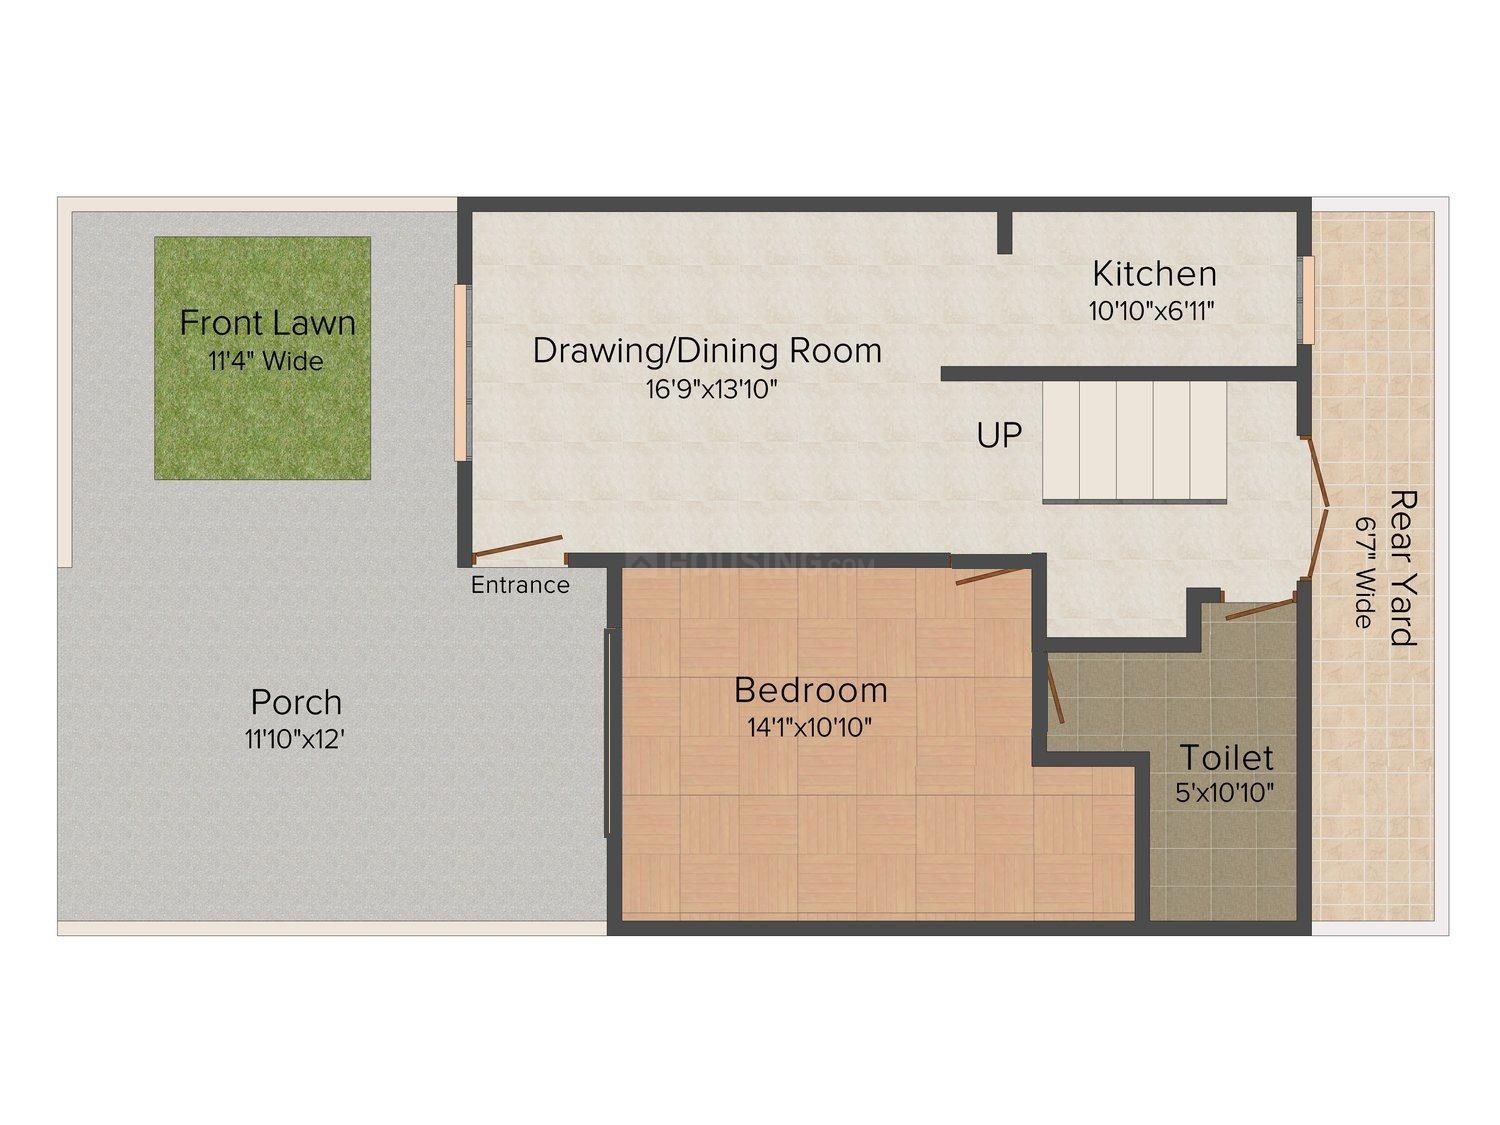 Front Lawn
11'4" Wide
Drawing/Dining Room
16'9"x13'10"
Kitchen
10'10"x6'11"
UP
Entrance
HOUSING.COM
Rear Yard
6'7" Wide
Porch
11'10"x12'
Bedroom
14'1"x10'10"
Toilet
5'x10'10"